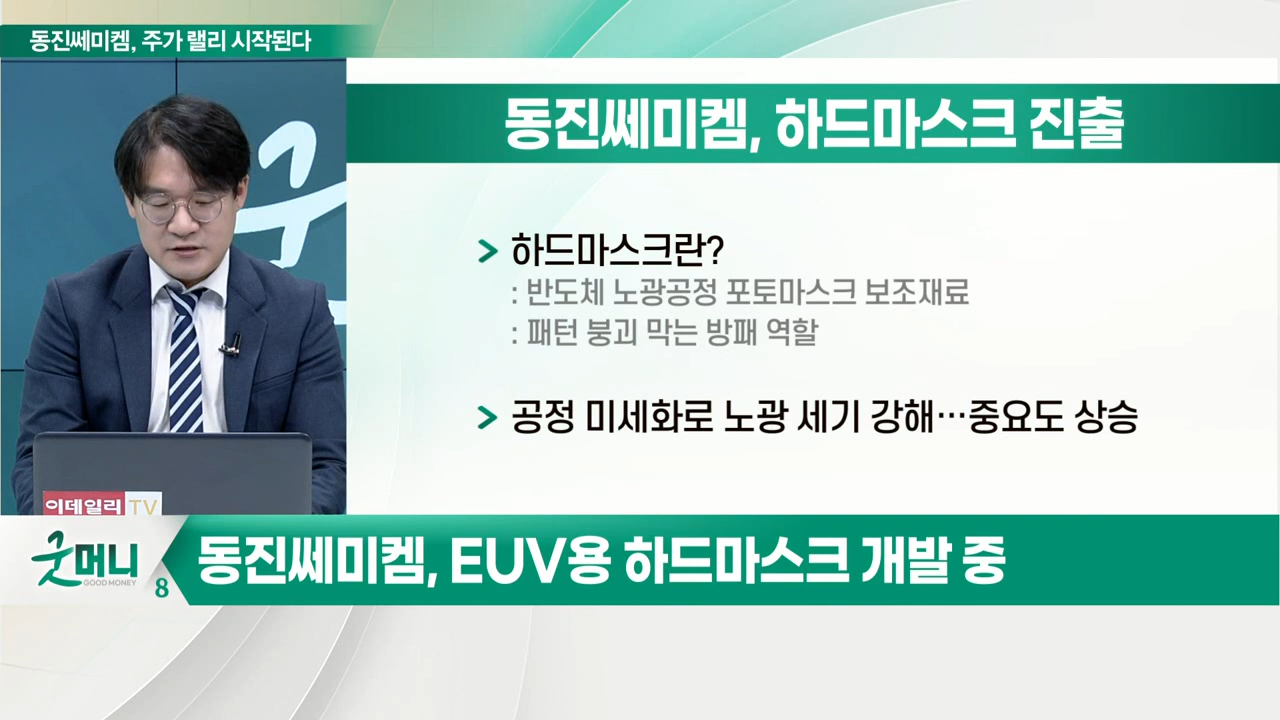 동진쎄미켐, 주가 랠리 시작된다
동진쎄미켐, 하드마스크 진출
하드마스크란?
: 반도체 노광공정 포토마스크 보조재료
: 패턴 붕괴 막는 방패 역할
공정 미세화로 노광 세기 강해…중요도 상승
이데일리 TV
굿머니
GOOD MONEY
8
동진쎄미켐, EUV용 하드마스크 개발 중